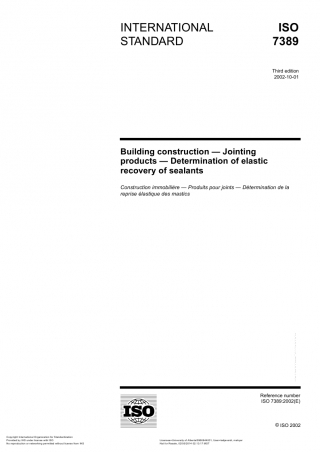 INTERNATIONAL
STANDARD
ISO
7389
Third edition
2002-10-01
Building construction — Jointing
products — Determination of elastic
recovery of sealants
Construction immobilière — Produits pour joints — Détermination de la
reprise élastique des mastics
ISO
Reference number
ISO 7389:2002(E)
© ISO 2002